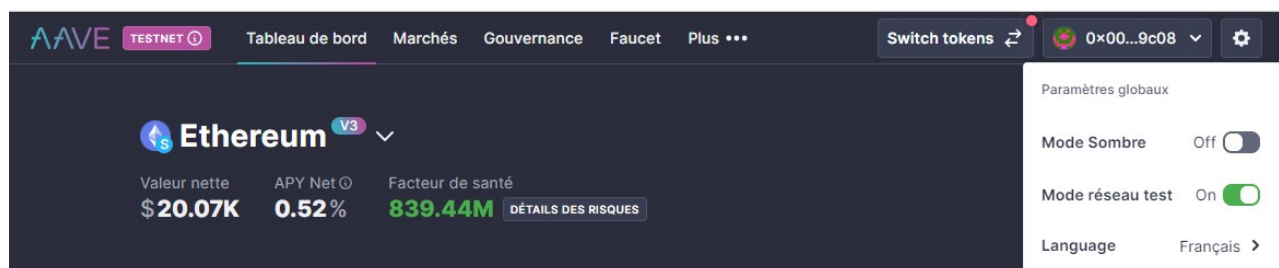 AAVE TESTNET Tableau de bord Marchés Gouvernance Faucet Plus ••• Switch tokens 0×00...9c08
Paramètres globaux
Ethereum V3
Mode Sombre Off
Valeur nette APY Net Facteur de santé
$20.07K 0.52% 839.44M DÉTAILS DES RISQUES
Mode réseau test On
Language Français